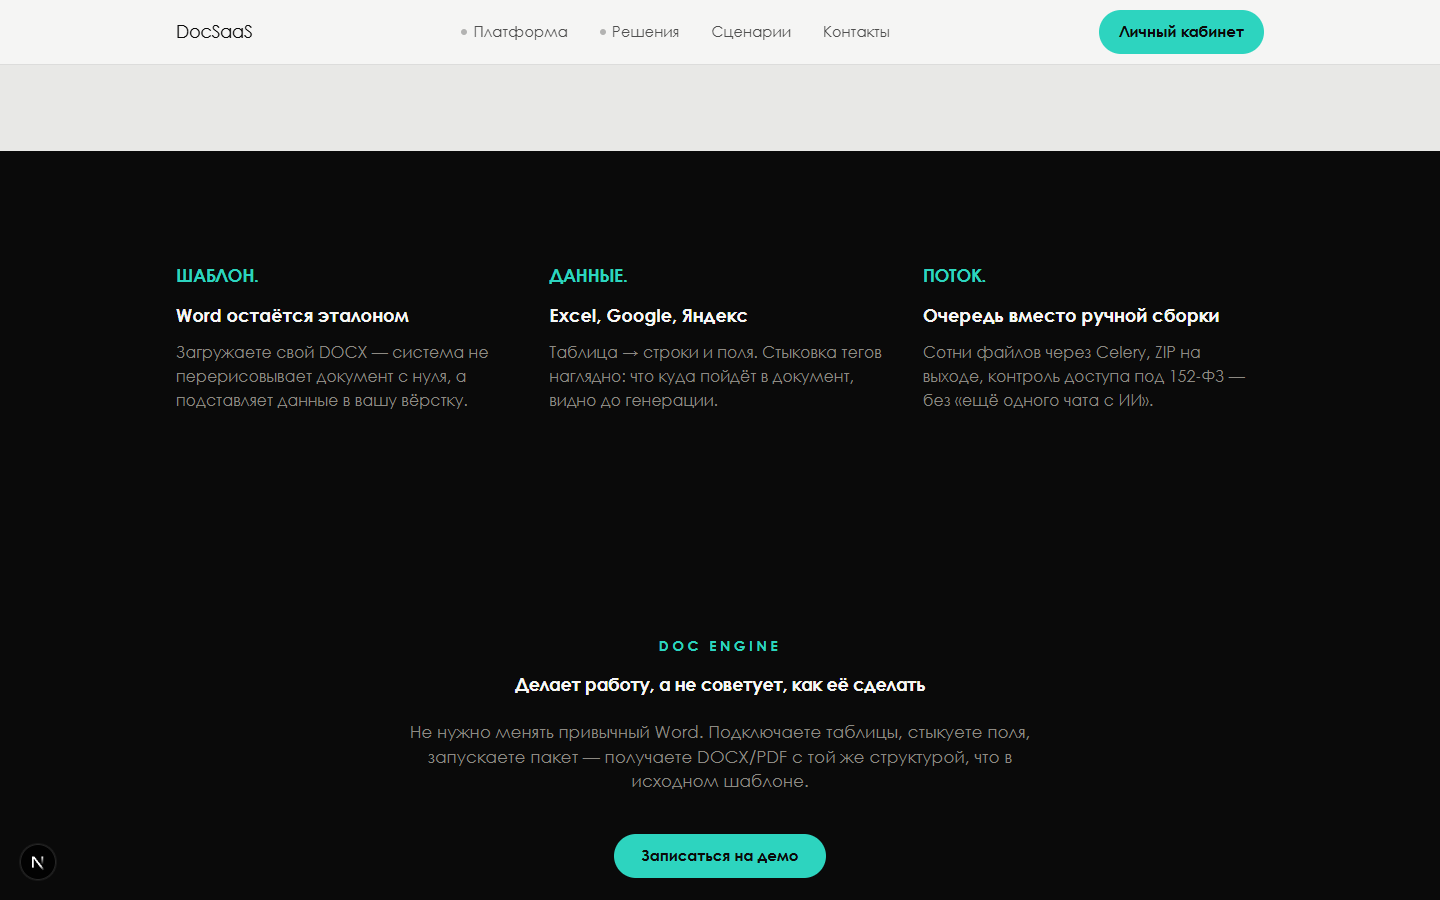 DocSaaS
Платформа
Решения
Сценарии
Контакты
Личный кабинет
ШАБЛОН.
Word остаётся эталоном
Загружаете свой DOCX — система не
перерисовывает документ с нуля, а
подставляет данные в вашу вёрстку.
ДАННЫЕ.
Excel, Google, Яндекс
Таблица → строки и поля. Стыковка тегов
наглядно: что куда пойдёт в документ,
видно до генерации.
ПОТОК.
Очередь вместо ручной сборки
Сотни файлов через Celery, ZIP на
выходе, контроль доступа под 152-ФЗ —
без «ещё одного чата с ИИ».
DOC ENGINE
Делает работу, а не советует, как её сделать
Не нужно менять привычный Word. Подключаете таблицы, стыкуете поля,
запускаете пакет — получаете DOCX/PDF с той же структурой, что в
исходном шаблоне.
Записаться на демо
N